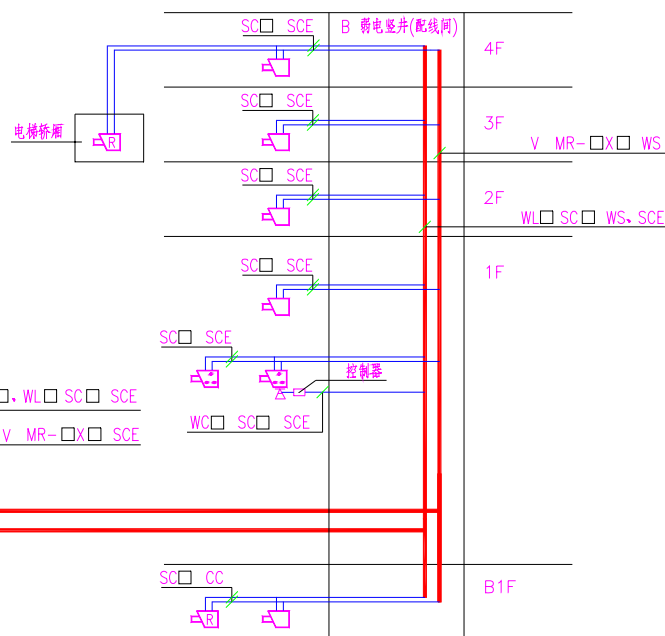 SC□ SCE B 弱电竖井(配线间) 4F
SC□ SCE 3F
电梯轿厢 R V MR-□X□ WS
SC□ SCE 2F
WL□ SC□ WS、SCE
SC□ SCE 1F
SC□ SCE
控制器
□、WL□ SC□ SCE
WC□ SC□ SCE
V MR-□X□ SCE
SC□ CC B1F
R